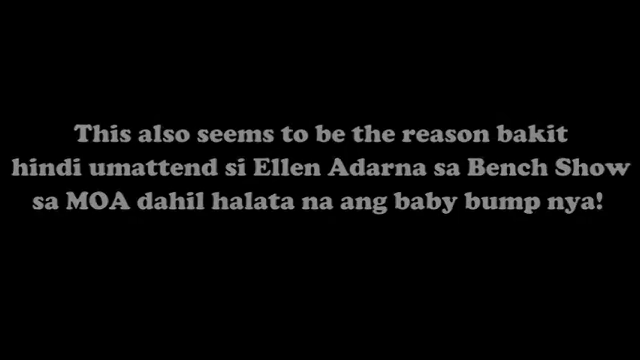 This also seems to be the reason bakit
hindi umattend si Ellen Adarna sa Bench Show
sa MOA dahil halata na ang baby bump nya!